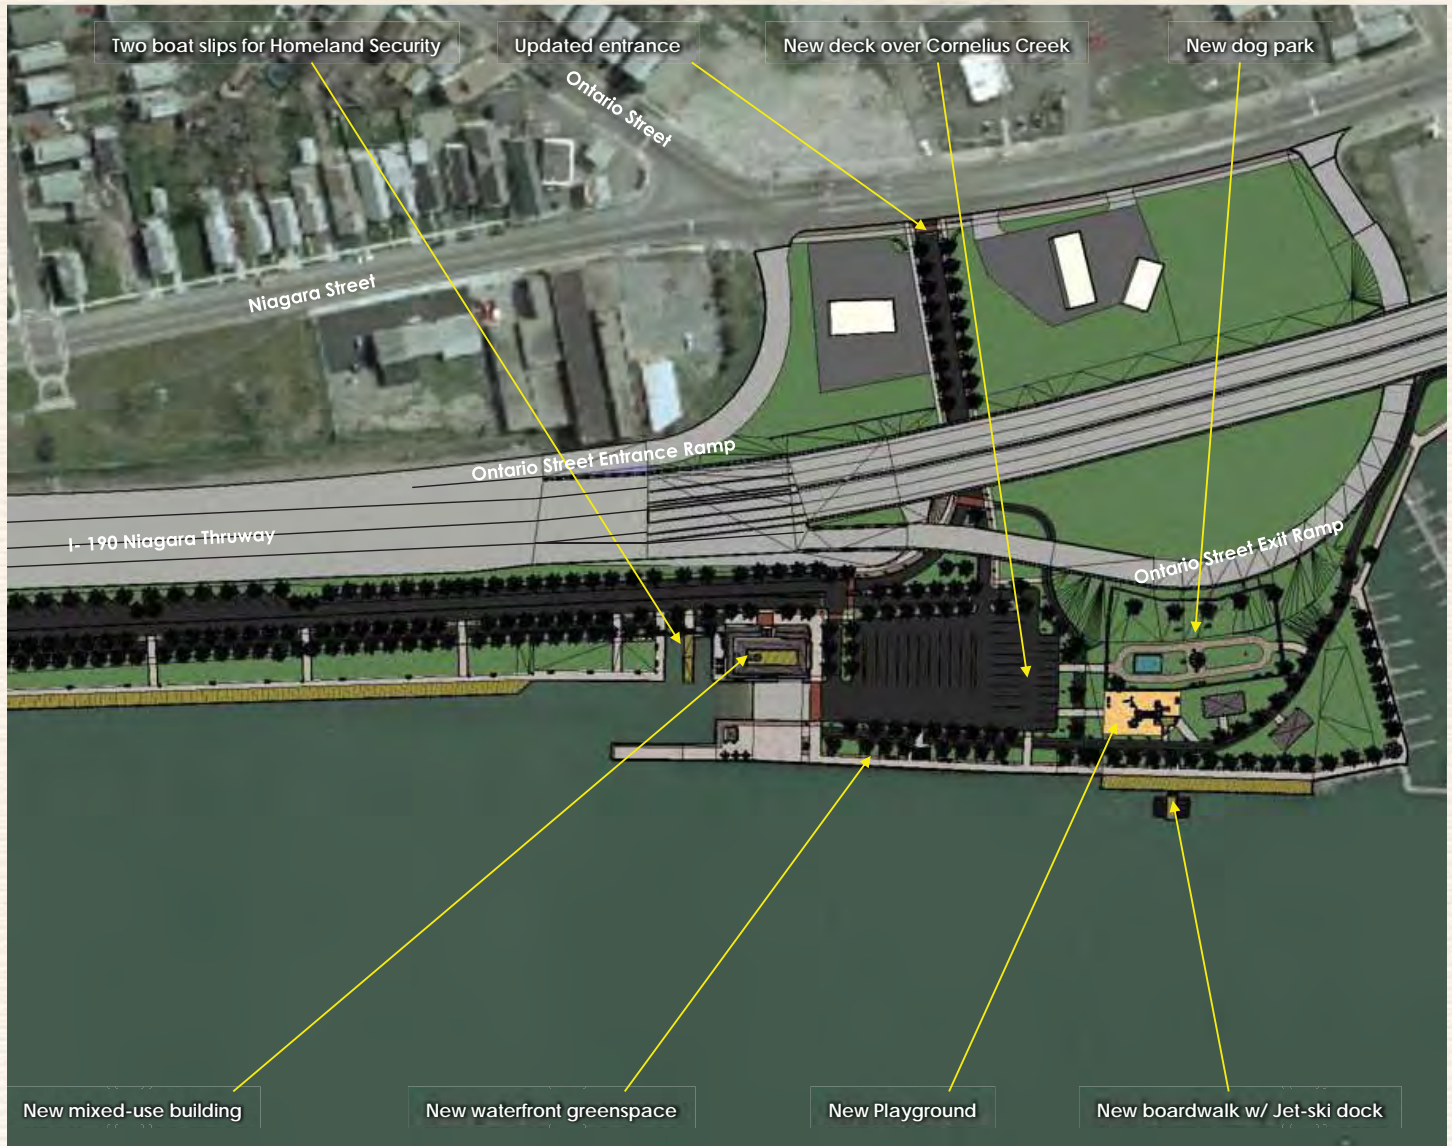 Two boat slips for Homeland Security
Updated entrance
New deck over Cornelius Creek
New dog park
Ontario Street
Niagara Street
Ontario Street Entrance Ramp
I- 190 Niagara Thruway
Ontario Street Exit Ramp
New mixed-use building
New waterfront greenspace
New Playground
New boardwalk w/ Jet-ski dock